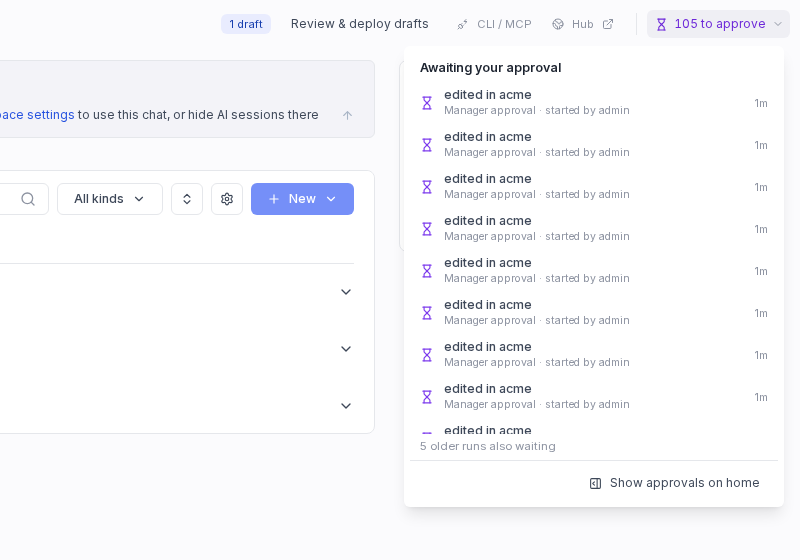 1 draft
Review & deploy drafts
CLI / MCP
Hub
105 to approve
ace settings to use this chat, or hide AI sessions there
All kinds
New
Awaiting your approval
edited in acme
Manager approval · started by admin
1m
edited in acme
Manager approval · started by admin
1m
edited in acme
Manager approval · started by admin
1m
edited in acme
Manager approval · started by admin
1m
edited in acme
Manager approval · started by admin
1m
edited in acme
Manager approval · started by admin
1m
edited in acme
Manager approval · started by admin
1m
edited in acme
Manager approval · started by admin
1m
edited in acme
5 older runs also waiting
Show approvals on home